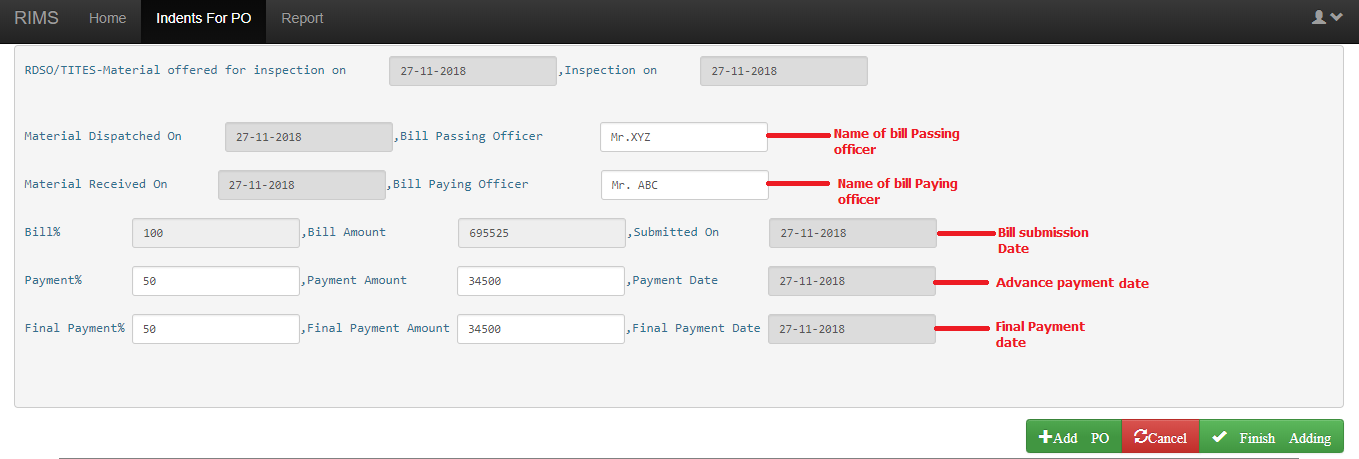 RIMS Home Indents For PO Report
RDSO/TITES-Material offered for inspection on 27-11-2018 ,Inspection on 27-11-2018
Material Dispatched On 27-11-2018 ,Bill Passing Officer Mr.XYZ Name of bill Passing
officer
Material Received On 27-11-2018 ,Bill Paying Officer Mr. ABC Name of bill Paying
officer
Bill% 100 ,Bill Amount 695525 ,Submitted On 27-11-2018 Bill submission
Date
Payment% 50 ,Payment Amount 34500 ,Payment Date 27-11-2018 Advance payment date
Final Payment% 50 ,Final Payment Amount 34500 ,Final Payment Date 27-11-2018 Final Payment
date
Add PO Cancel Finish Adding